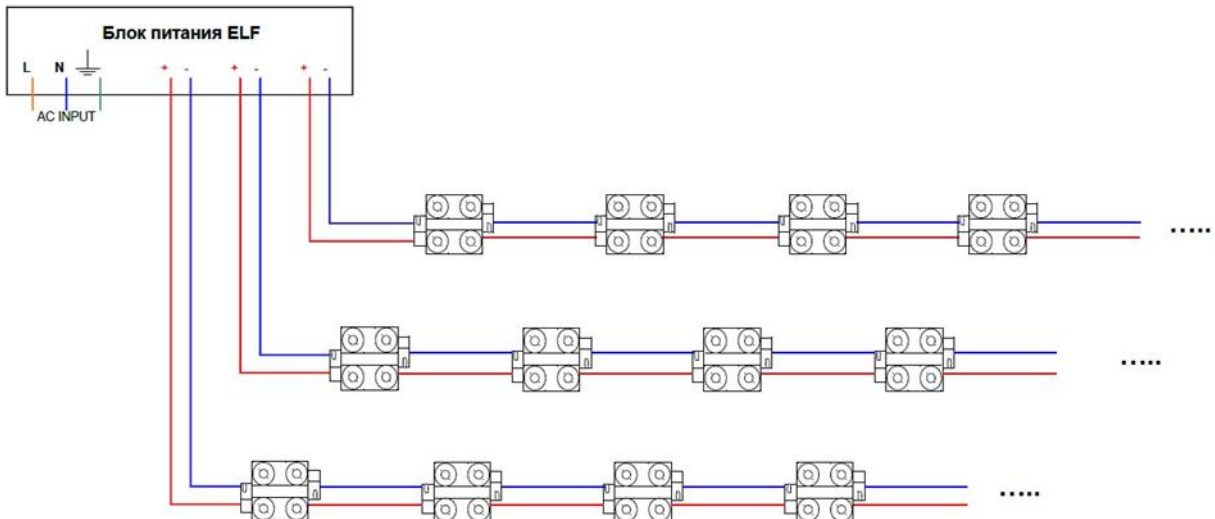 Блок питания ELF
L N + - + - + -
AC INPUT
.....
.....
.....